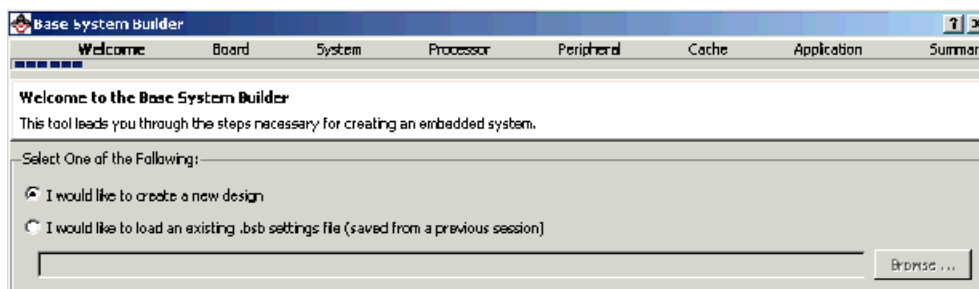 Base System Builder
Welcome Board System Processor Peripheral Cache Application Summar
Welcome to the Base System Builder
This tool leads you through the steps necessary for creating an embedded system.
Select One of the Following:
I would like to create a new design
I would like to load an existing .bsb settings file (saved from a previous session)
Browse ...